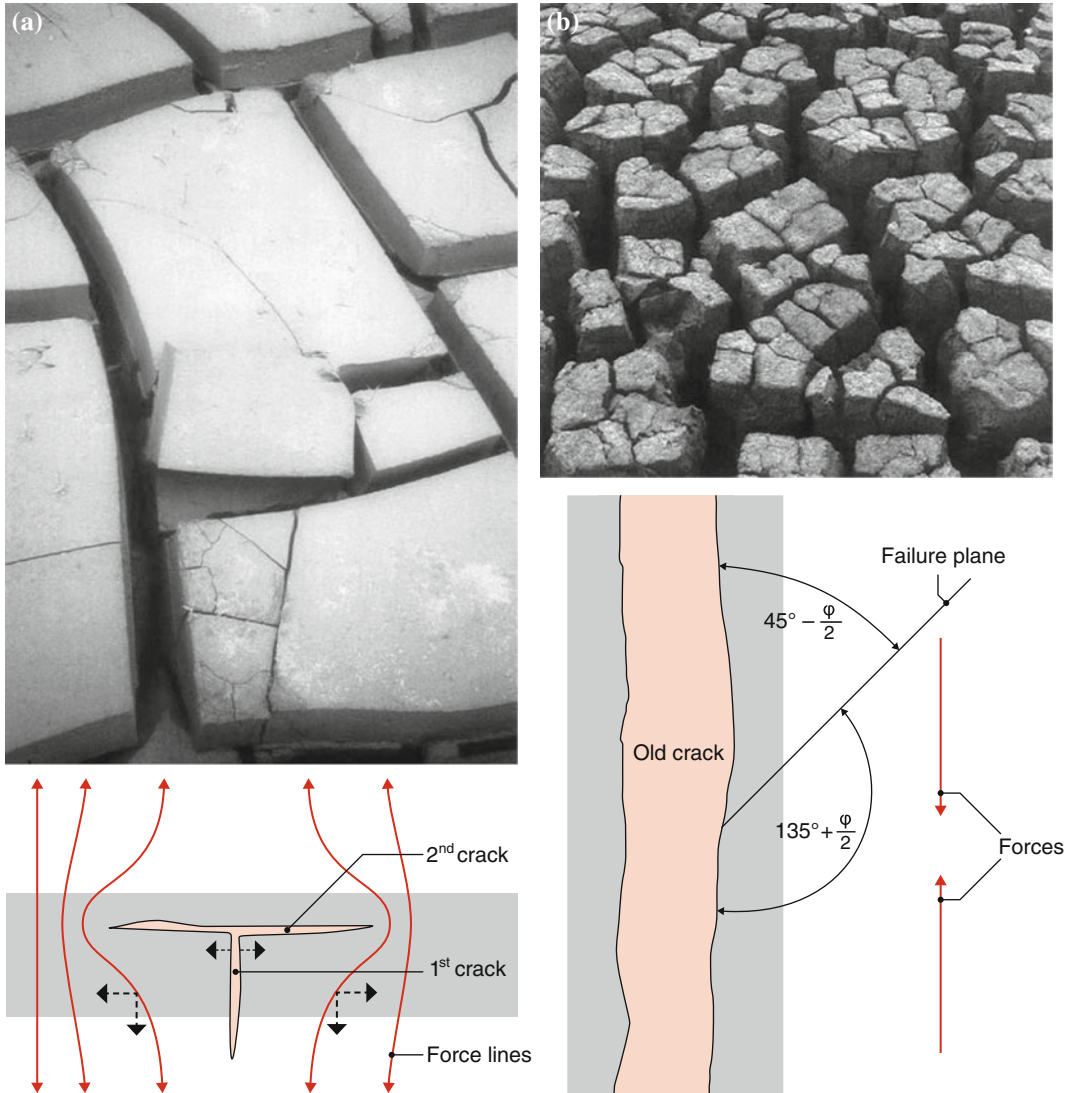 (a)
(b)
2nd crack
1st crack
Force lines
Failure plane
45° − φ/2
Old crack
135° + φ/2
Forces